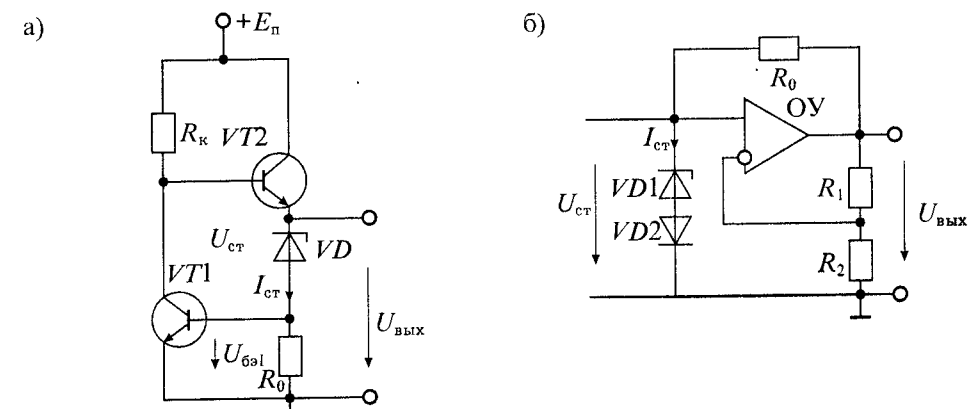 а)
+Eп
Rк
VT2
Uст
VD
VT1
Iст
Uбэ1
R0
Uвых
б)
R0
ОУ
Iст
Uст
VD1
VD2
R1
R2
Uвых